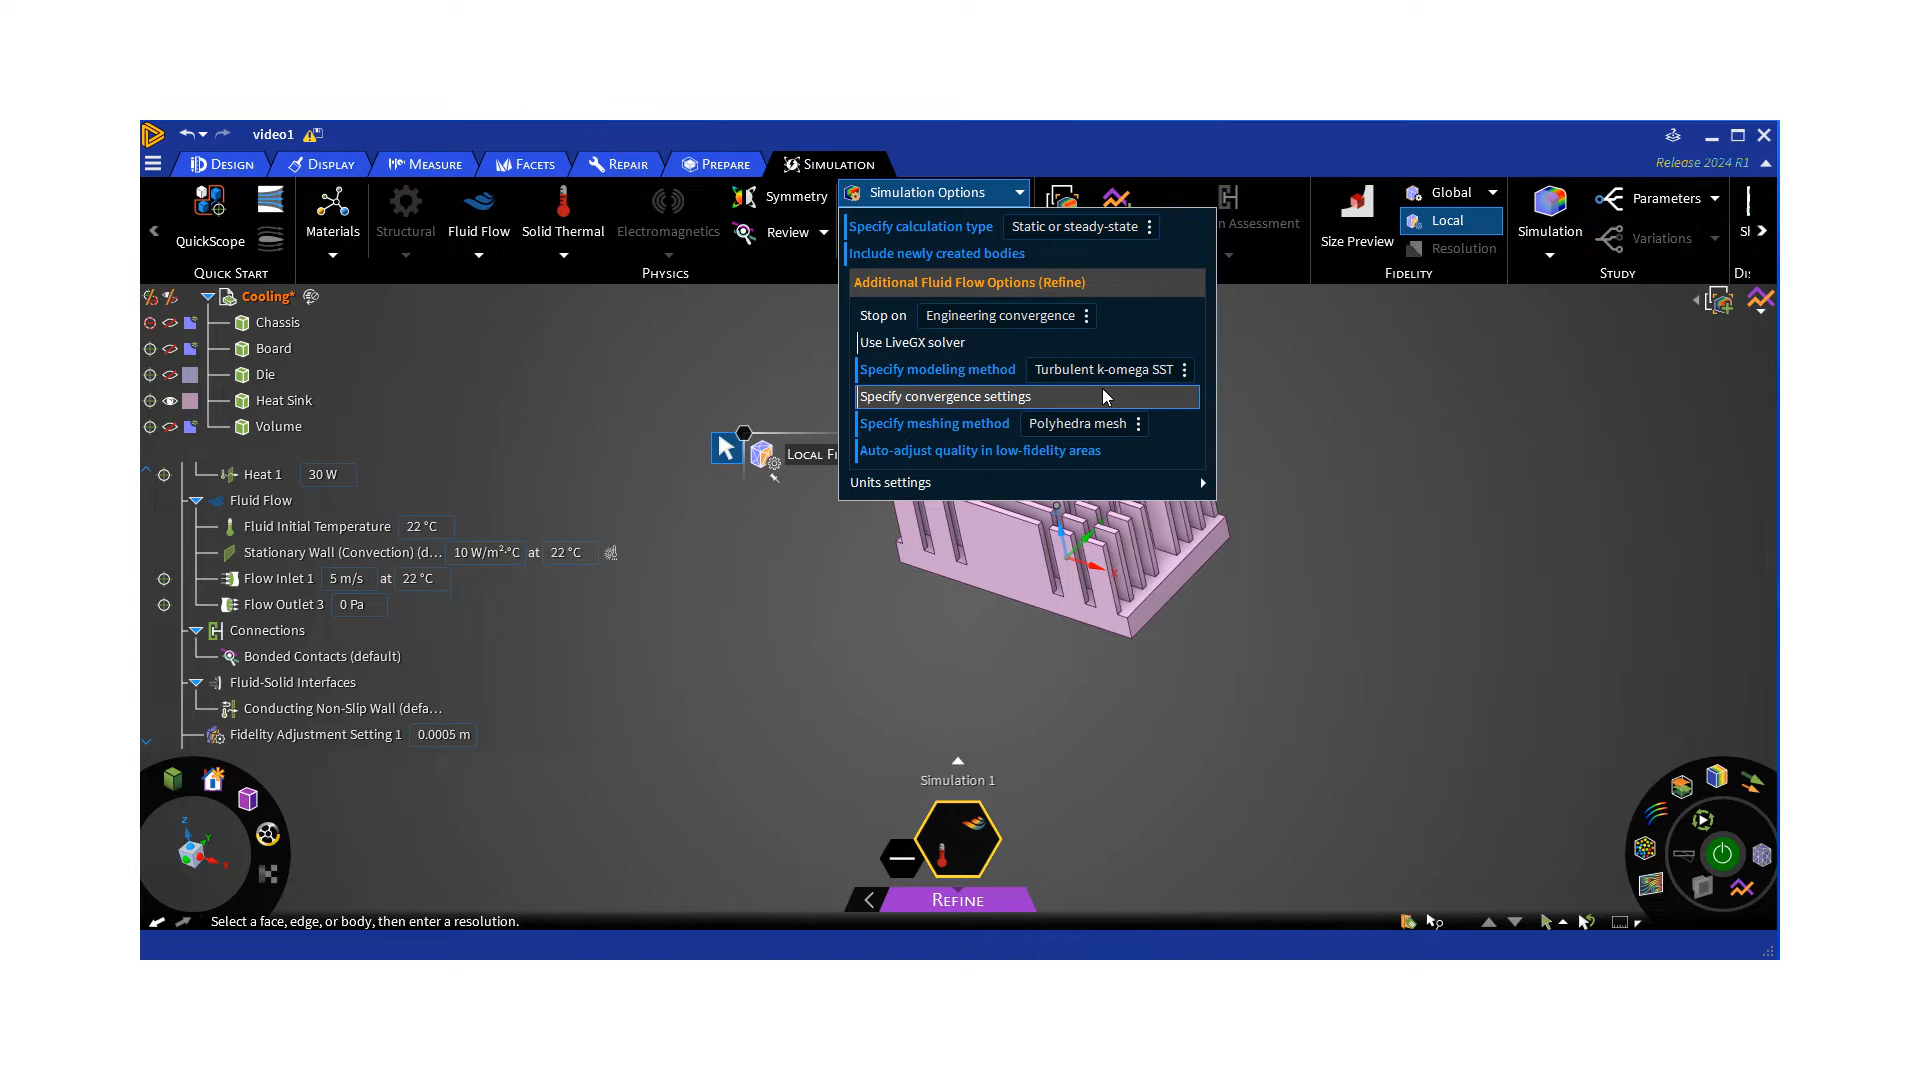 video1
DESIGN DISPLAY MEASURE FACETS REPAIR PREPARE SIMULATION
Release 2024 R1
QuickScope
QUICK START
Materials
Structural
Fluid Flow
Solid Thermal
Electromagnetics
PHYSICS
Symmetry
Review
Simulation Options
Size Preview
Global
Local
Resolution
FIDELITY
Simulation
Parameters
Variations
STUDY
Specify calculation type Static or steady-state
Include newly created bodies
Additional Fluid Flow Options (Refine)
Stop on Engineering convergence
Use LiveGX solver
Specify modeling method Turbulent k-omega SST
Specify convergence settings
Specify meshing method Polyhedra mesh
Auto-adjust quality in low-fidelity areas
Units settings
Cooling*
Chassis
Board
Die
Heat Sink
Volume
Heat 1 30 W
Fluid Flow
Fluid Initial Temperature 22 °C
Stationary Wall (Convection) (d... 10 W/m²·°C at 22 °C
Flow Inlet 1 5 m/s at 22 °C
Flow Outlet 3 0 Pa
Connections
Bonded Contacts (default)
Fluid-Solid Interfaces
Conducting Non-Slip Wall (defa...
Fidelity Adjustment Setting 1 0.0005 m
LOCAL FI
Z
Y
X
Simulation 1
REFINE
Select a face, edge, or body, then enter a resolution.